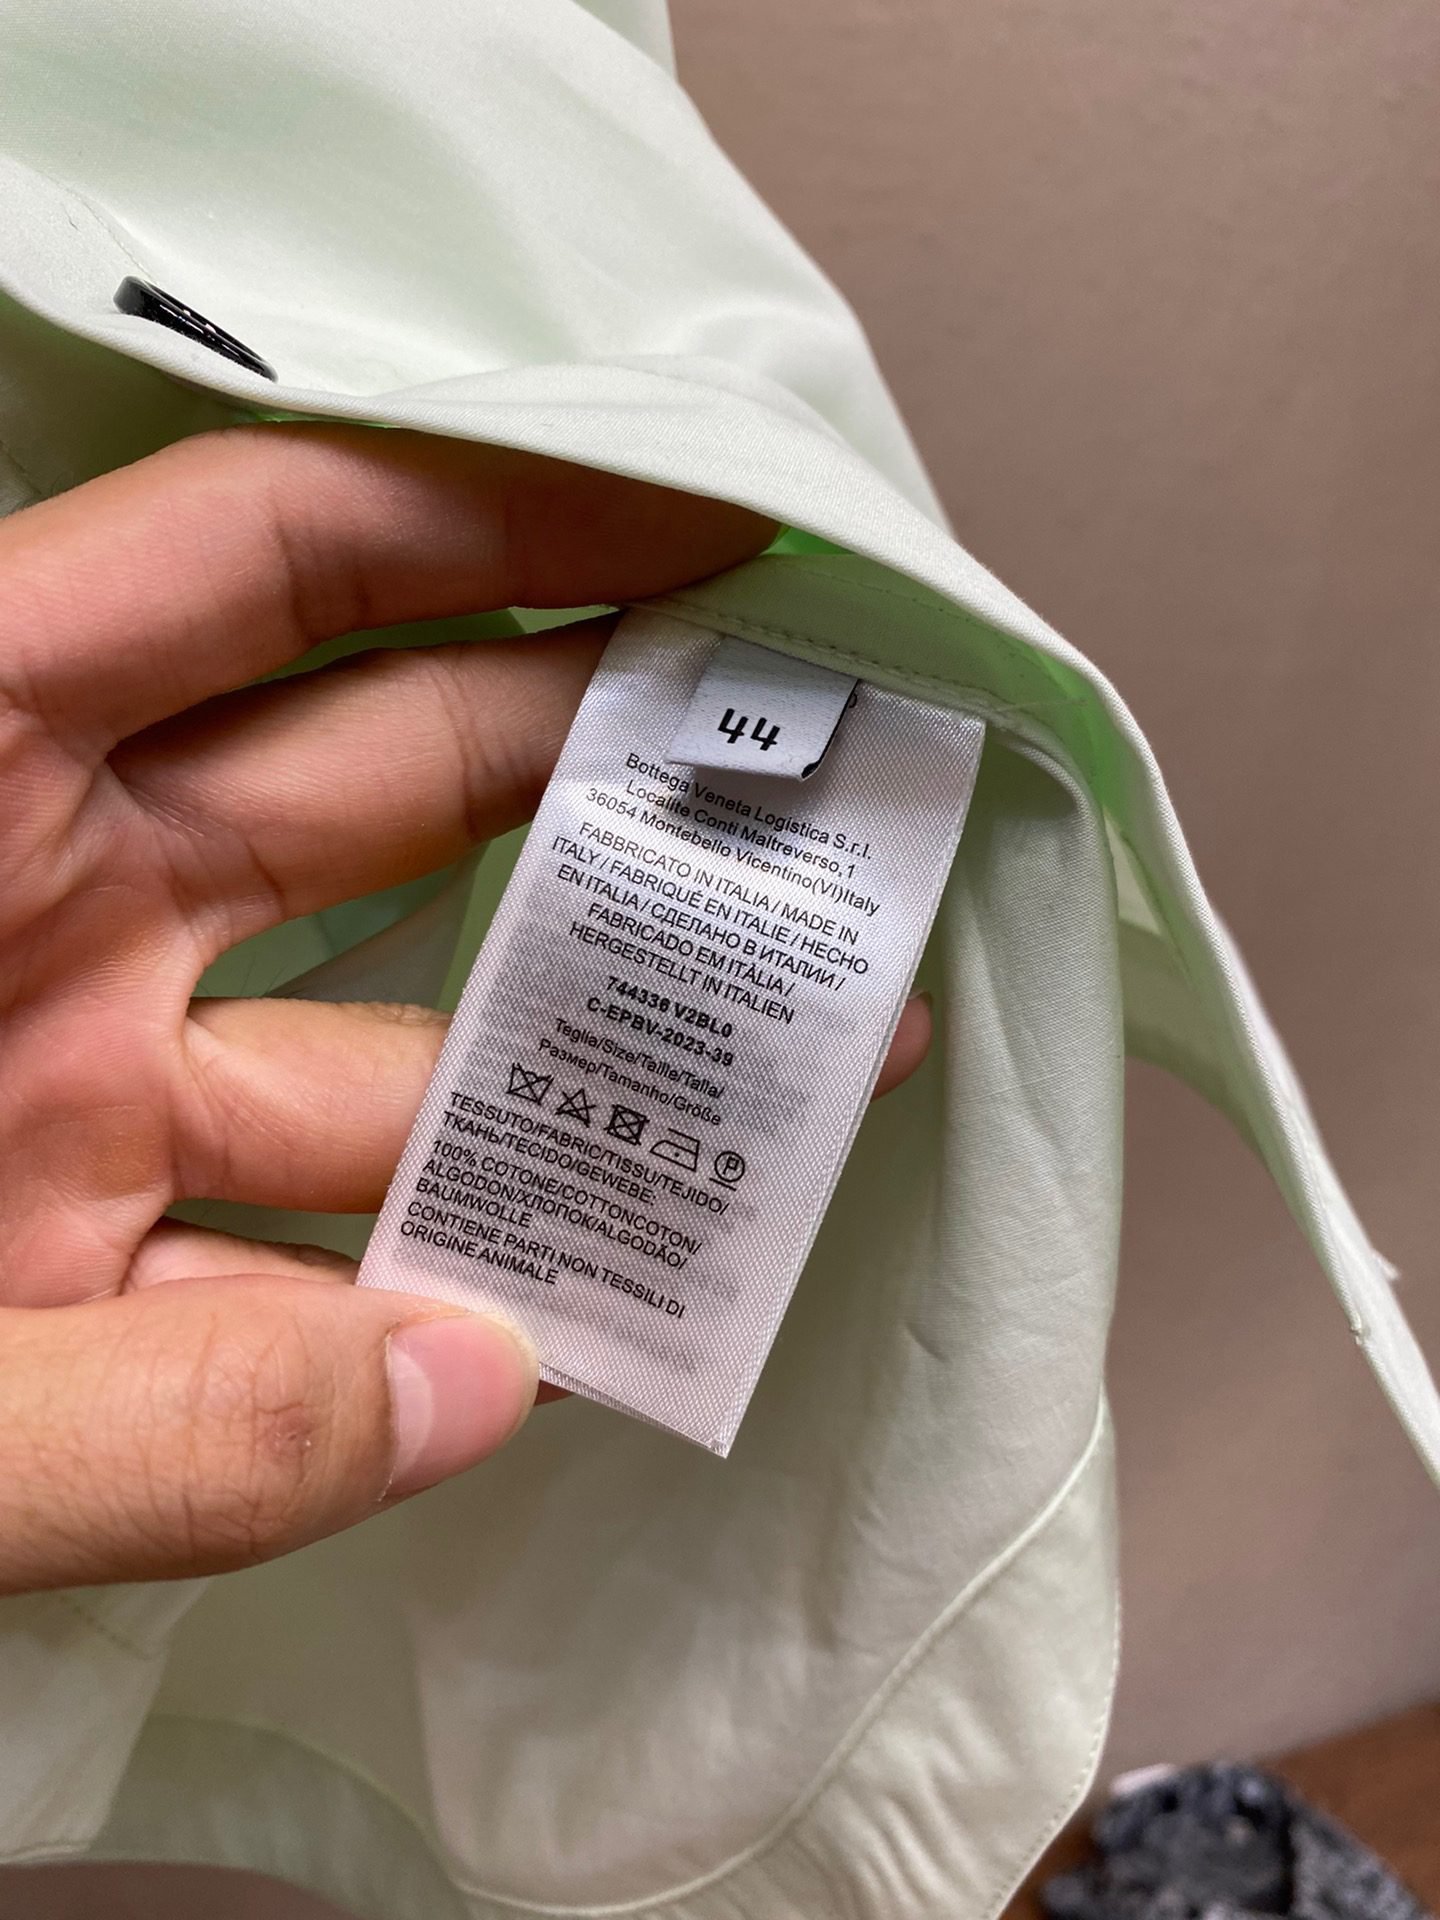 44
Bottega Veneta Logistica S.r.l.
Localite Conti Maltreverso,1
36054 Montebello Vicentino(VI)Italy
FABBRICATO IN ITALIA / MADE IN
ITALY / FABRIQUÉ EN ITALIE / HECHO
EN ITALIA / СДЕЛАНО В ИТАЛИИ /
FABRICADO EM ITÁLIA /
HERGESTELLT IN ITALIEN
744336 V2BL0
C-EPBV-2023-39
Teglia/Size/Taille/Talla/
Размер/Tamanho/Größe
TESSUTO/FABRIC/TISSU/TEJIDO/
ТКАНЬ/TECIDO/GEWEBE:
100% COTONE/COTTONCOTON/
ALGODON/ХЛОПОК/ALGODÃO/
BAUMWOLLE
CONTIENE PARTI NON TESSILI DI
ORIGINE ANIMALE